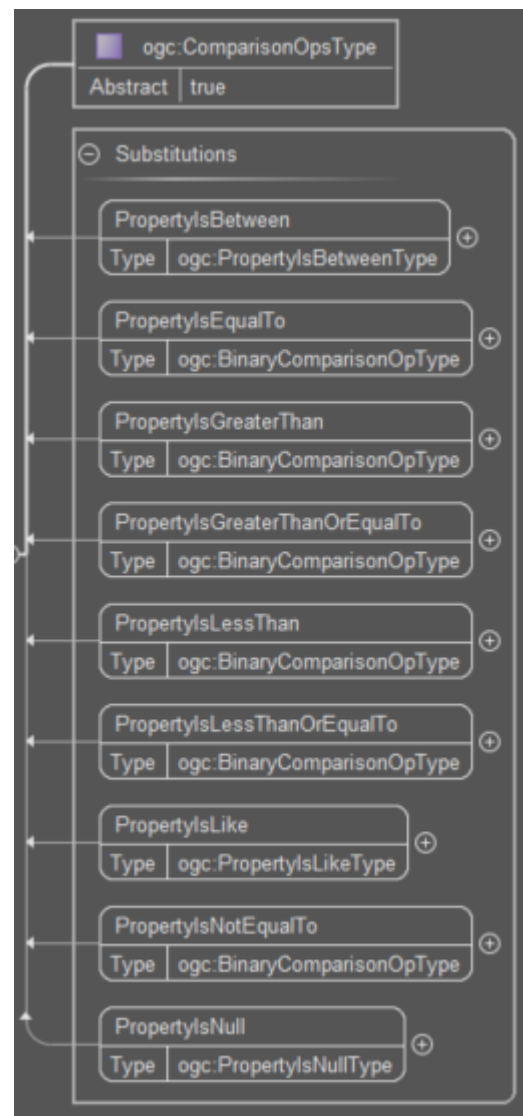 ogc:ComparisonOpsType
Abstract true
Substitutions
PropertyIsBetween
Type ogc:PropertyIsBetweenType
PropertyIsEqualTo
Type ogc:BinaryComparisonOpType
PropertyIsGreaterThan
Type ogc:BinaryComparisonOpType
PropertyIsGreaterThanOrEqualTo
Type ogc:BinaryComparisonOpType
PropertyIsLessThan
Type ogc:BinaryComparisonOpType
PropertyIsLessThanOrEqualTo
Type ogc:BinaryComparisonOpType
PropertyIsLike
Type ogc:PropertyIsLikeType
PropertyIsNotEqualTo
Type ogc:BinaryComparisonOpType
PropertyIsNull
Type ogc:PropertyIsNullType